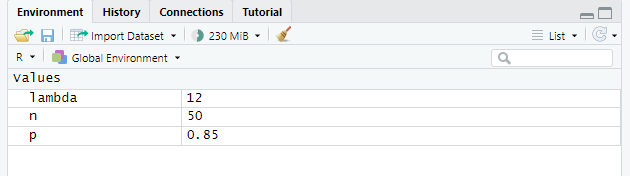 Environment History Connections Tutorial
Import Dataset 230 MiB List
R Global Environment
Values
lambda 12
n 50
p 0.85